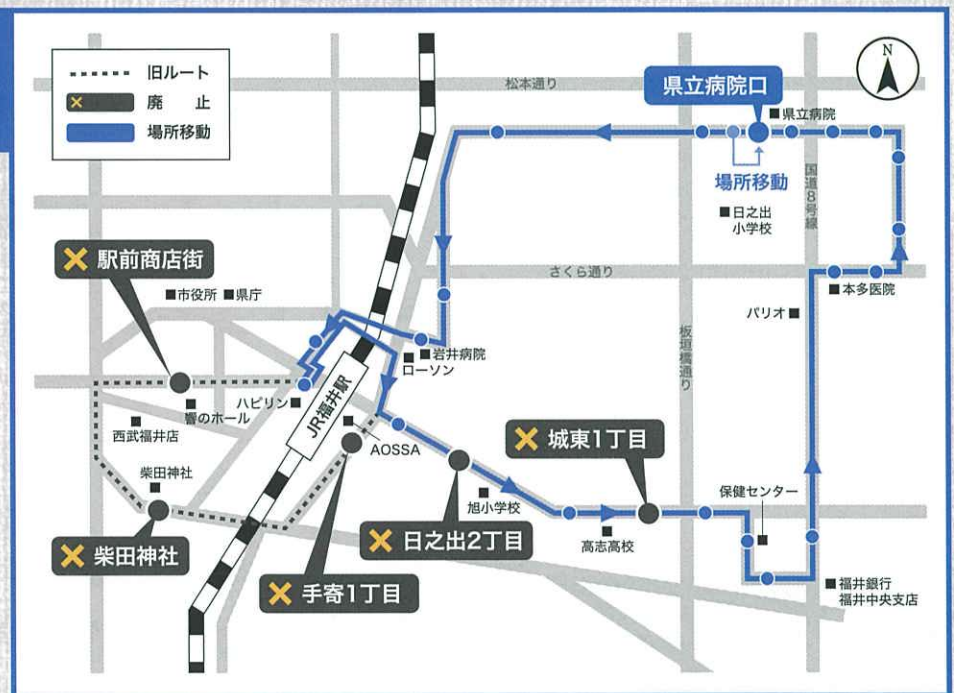 旧ルート
廃　止
場所移動
N
松本通り
県立病院口
県立病院
場所移動
国道8号線
日之出
小学校
さくら通り
本多医院
パリオ
板垣橋通り
駅前商店街
市役所
県庁
岩井病院
ローソン
ハピリン
響のホール
西武福井店
JR福井駅
AOSSA
柴田神社
柴田神社
手寄1丁目
日之出2丁目
旭小学校
城東1丁目
高志高校
保健センター
福井銀行
福井中央支店